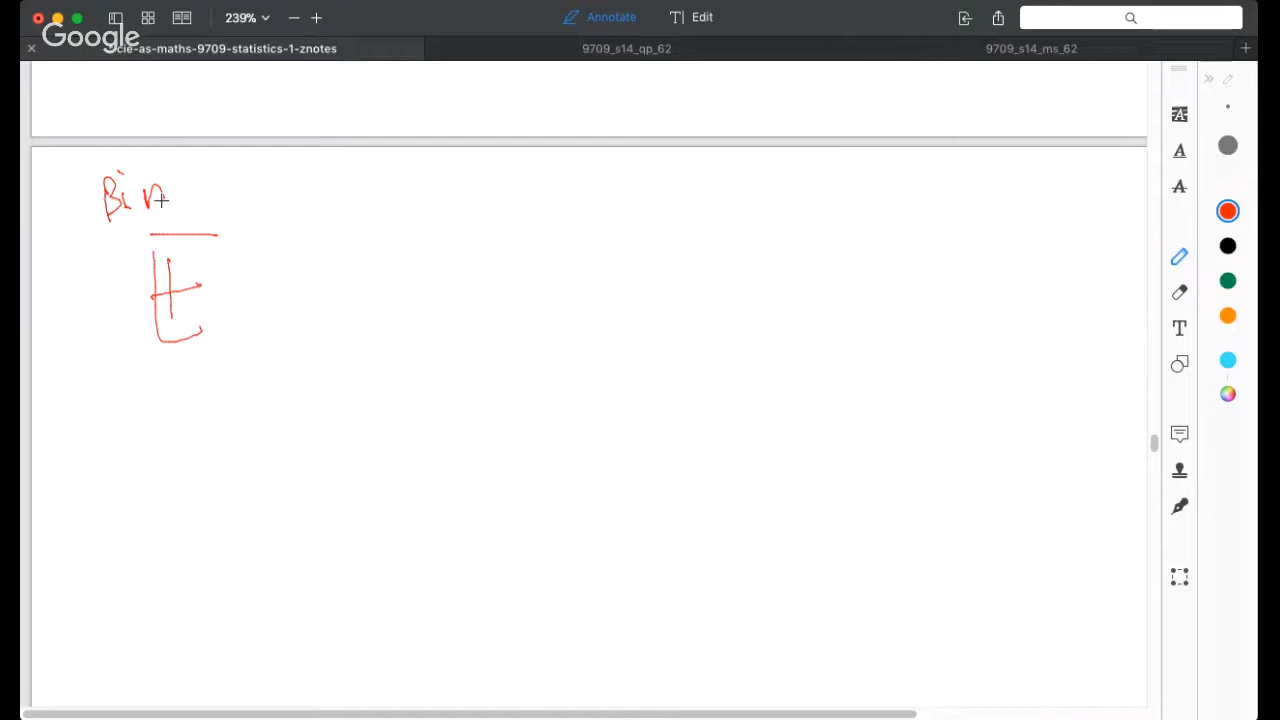 239%
Annotate
Edit
Google
cie-as-maths-9709-statistics-1-znotes
9709_s14_qp_62
9709_s14_ms_62
Bin